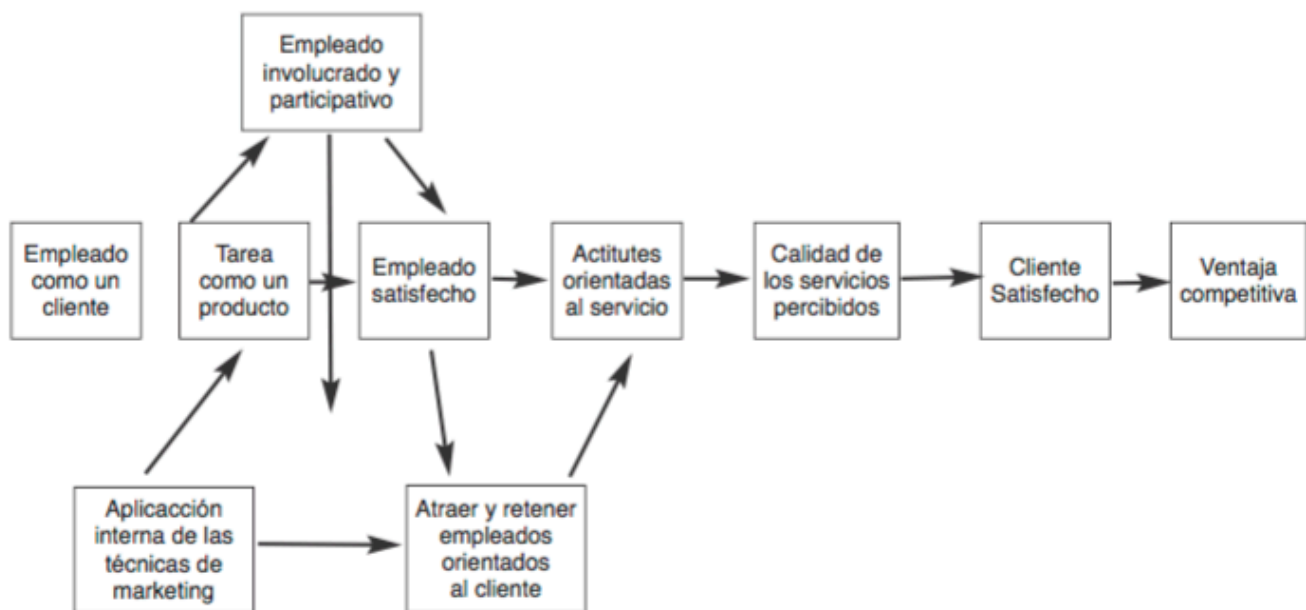 Empleado
involucrado y
participativo
Empleado
como un
cliente
Tarea
como un
producto
Empleado
satisfecho
Actitutes
orientadas
al servicio
Calidad de
los servicios
percibidos
Cliente
Satisfecho
Ventaja
competitiva
Aplicacción
interna de las
técnicas de
marketing
Atraer y retener
empleados
orientados
al cliente